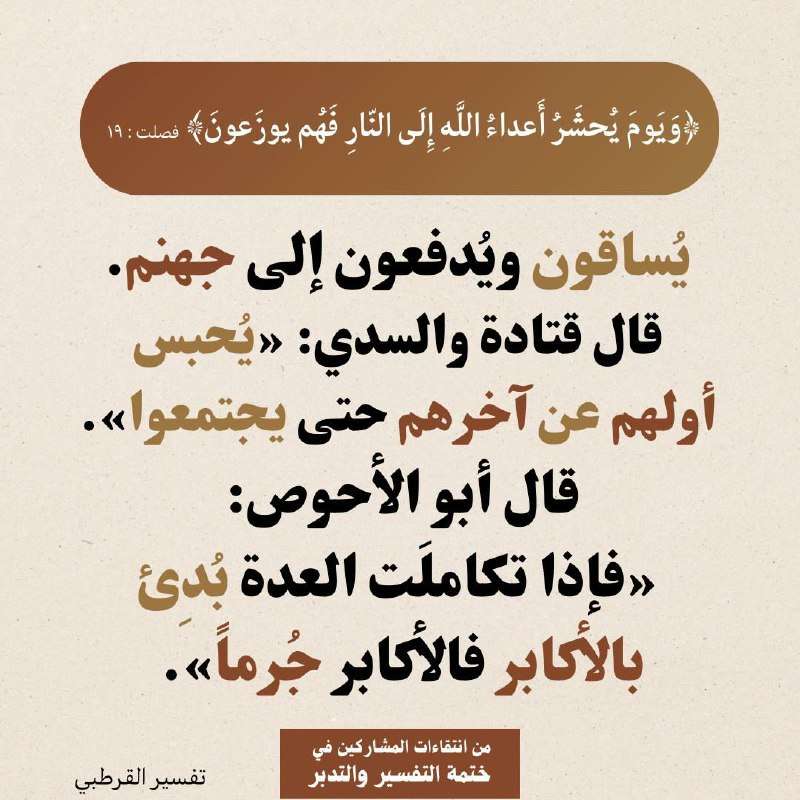 ﴿وَيَومَ يُحشَرُ أَعداءُ اللَّهِ إِلَى النّارِ فَهُم يوزَعونَ﴾ فصلت : ١٩
يُساقون ويُدفعون إلى جهنم.
قال قتادة والسدي: «يُحبس
أولهم عن آخرهم حتى يجتمعوا».
قال أبو الأحوص:
«فإذا تكاملَت العدة بُدِئ
بالأكابر فالأكابر جُرماً».
من انتقاءات المشاركين في
ختمة التفسير والتدبر
تفسير القرطبي